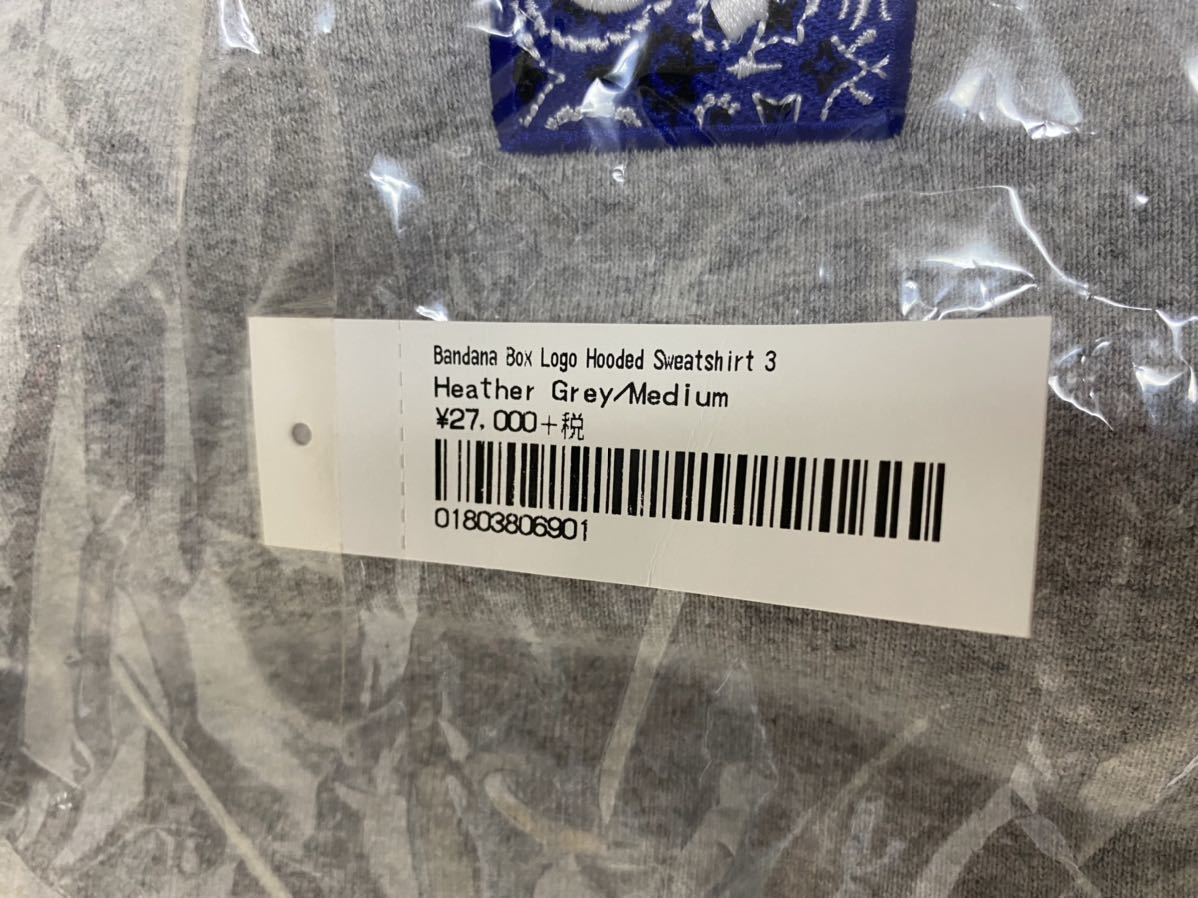 Bandana Box Logo Hooded Sweatshirt 3
Heather Grey/Medium
¥27,000+税
01803806901